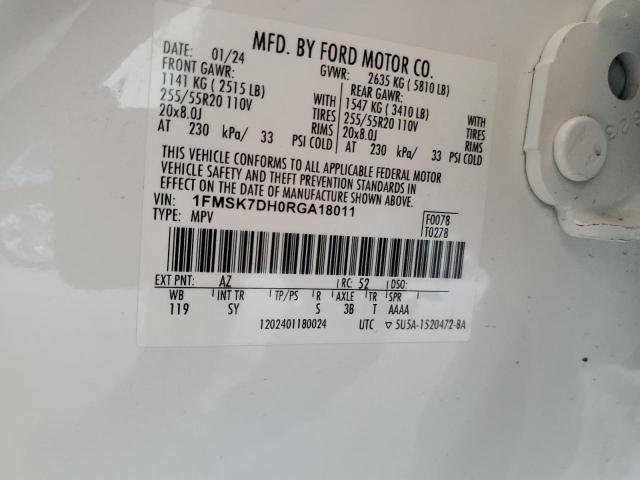 MFD. BY FORD MOTOR CO.
DATE: 01/24 GVWR: 2635 KG ( 5810 LB)
FRONT GAWR: REAR GAWR:
1141 KG ( 2515 LB) WITH 1547 KG ( 3410 LB) WITH
255/55R20 110V TIRES 255/55R20 110V TIRES
20x8.0J RIMS 20x8.0J RIMS
AT 230 kPa/ 33 PSI COLD AT 230 kPa/ 33 PSI COLD
THIS VEHICLE CONFORMS TO ALL APPLICABLE FEDERAL MOTOR
VEHICLE SAFETY AND THEFT PREVENTION STANDARDS IN
EFFECT ON THE DATE OF MANUFACTURE SHOWN ABOVE.
VIN: 1FMSK7DH0RGA18011
TYPE: MPV F0078
T0278
EXT PNT: AZ RC: 52 DSO:
WB INT TR TP/PS R AXLE TR SPR
119 SY S 3B T AAAA
1202401180024 UTC ▽ 5U5A-1520472-BA